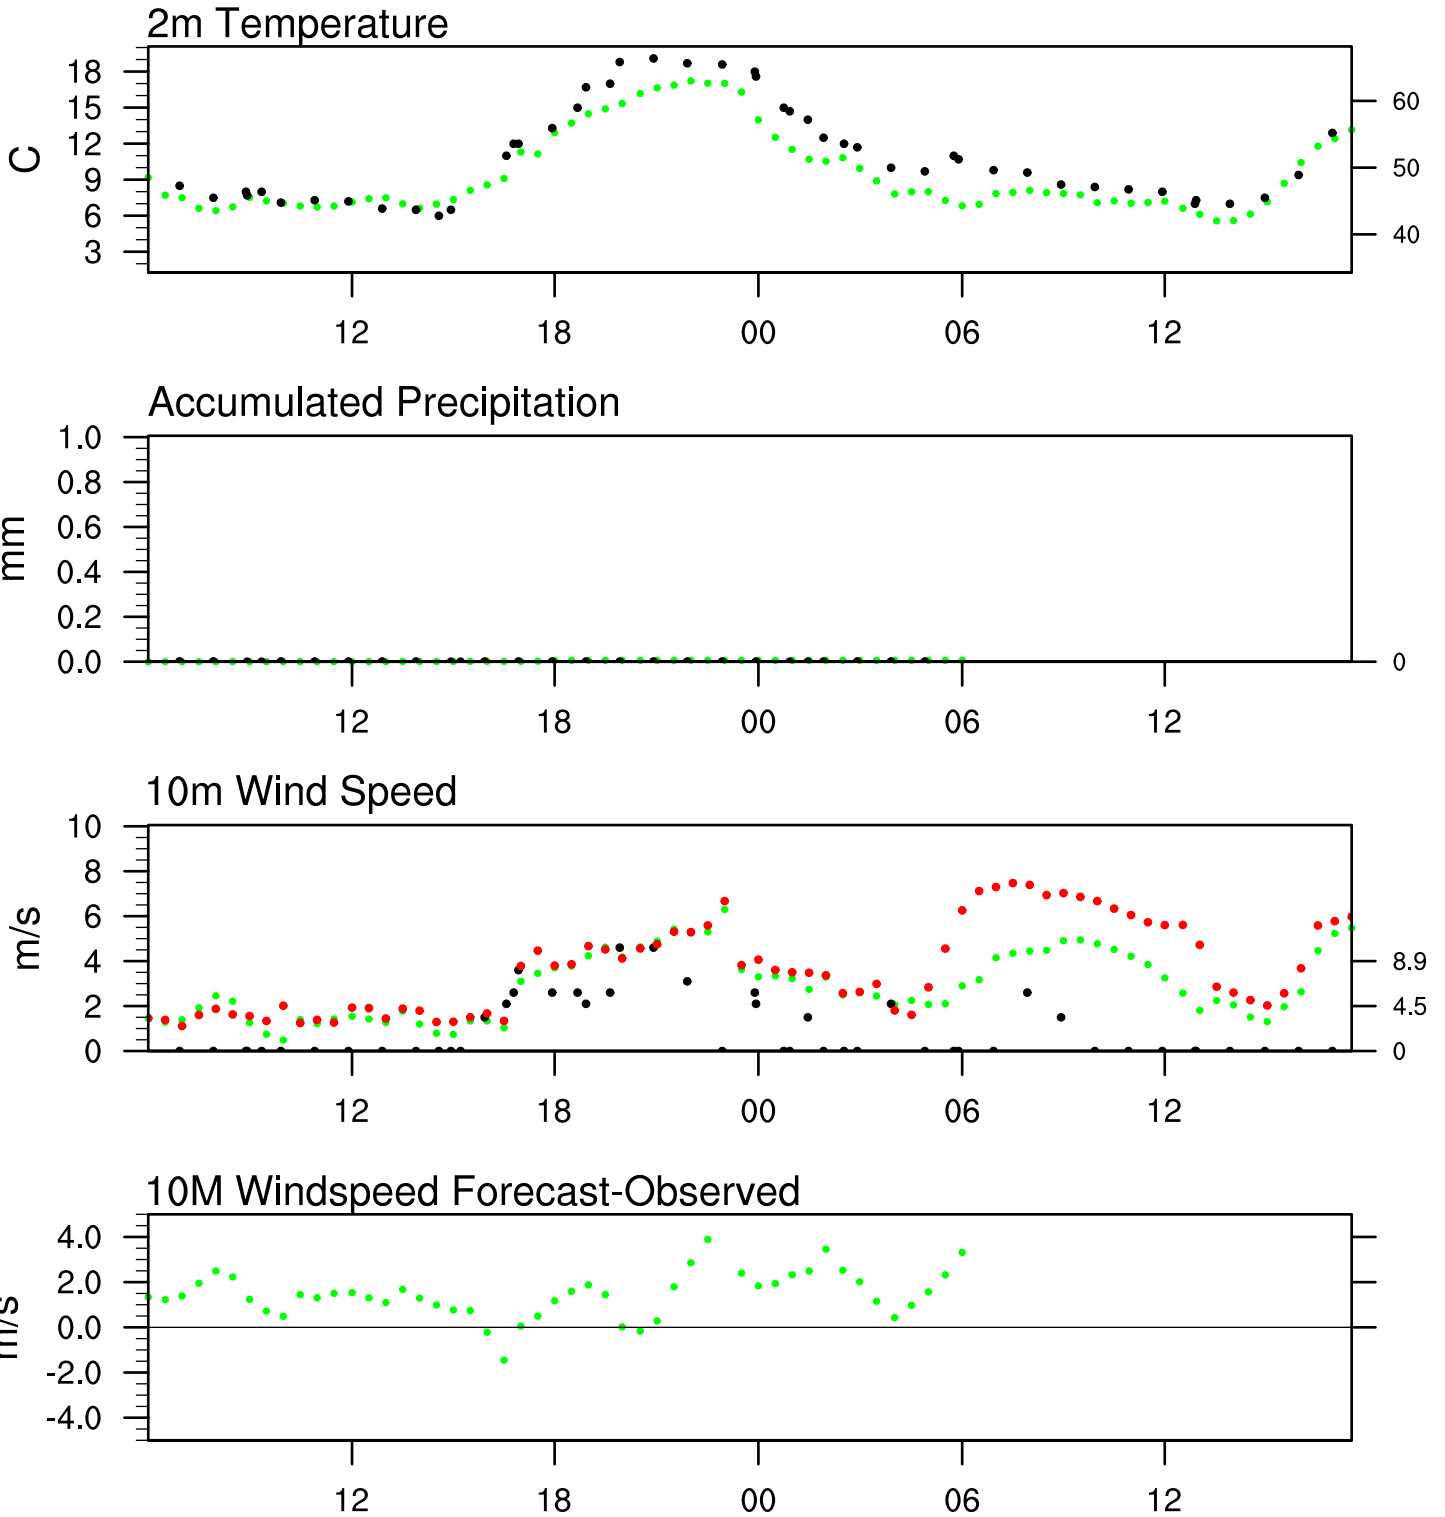 2m Temperature
18
15
12
9
6
3
C
60
50
40
12 18 00 06 12
Accumulated Precipitation
1.0
0.8
0.6
0.4
0.2
0.0
mm
0
12 18 00 06 12
10m Wind Speed
10
8
6
4
2
0
m/s
8.9
4.5
0
12 18 00 06 12
10M Windspeed Forecast-Observed
4.0
2.0
0.0
-2.0
-4.0
m/s
12 18 00 06 12